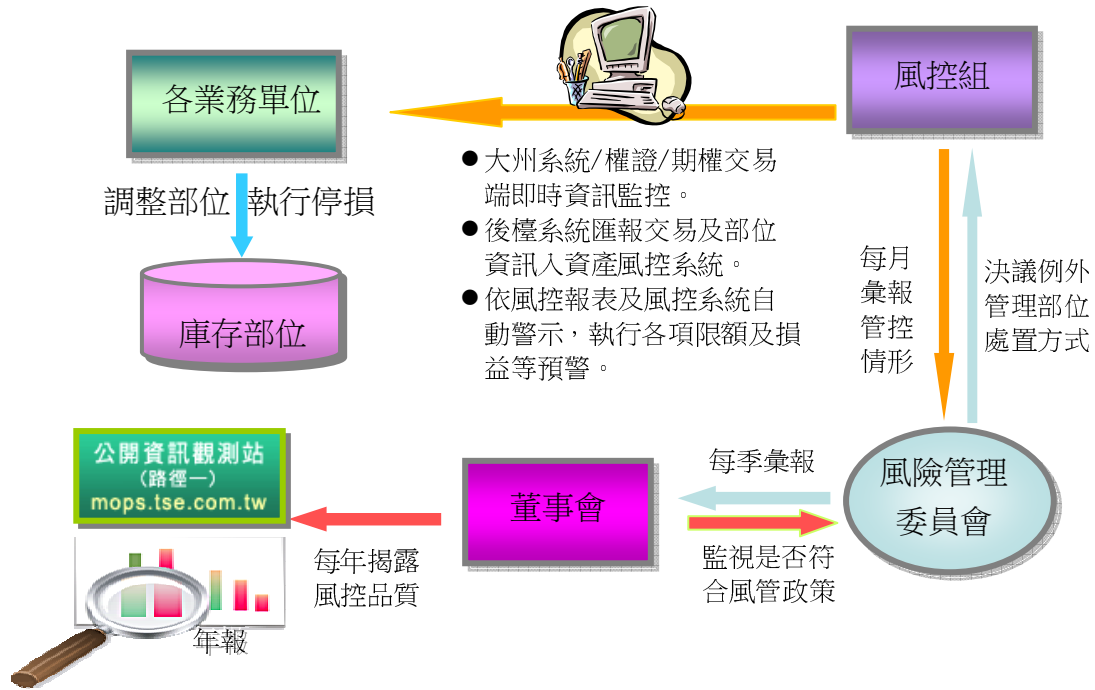 各業務單位
風控組
調整部位 執行停損
庫存部位
●大州系統/權證/期權交易
端即時資訊監控。
●後檯系統匯報交易及部位
資訊入資產風控系統。
●依風控報表及風控系統自
動警示，執行各項限額及損
益等預警。
每月
彙報
管控
情形
決議例外
管理部位
處置方式
公開資訊觀測站
(路徑一)
mops.tse.com.tw
董事會
每季彙報
風險管理
委員會
監視是否符
合風管政策
每年揭露
風控品質
年報